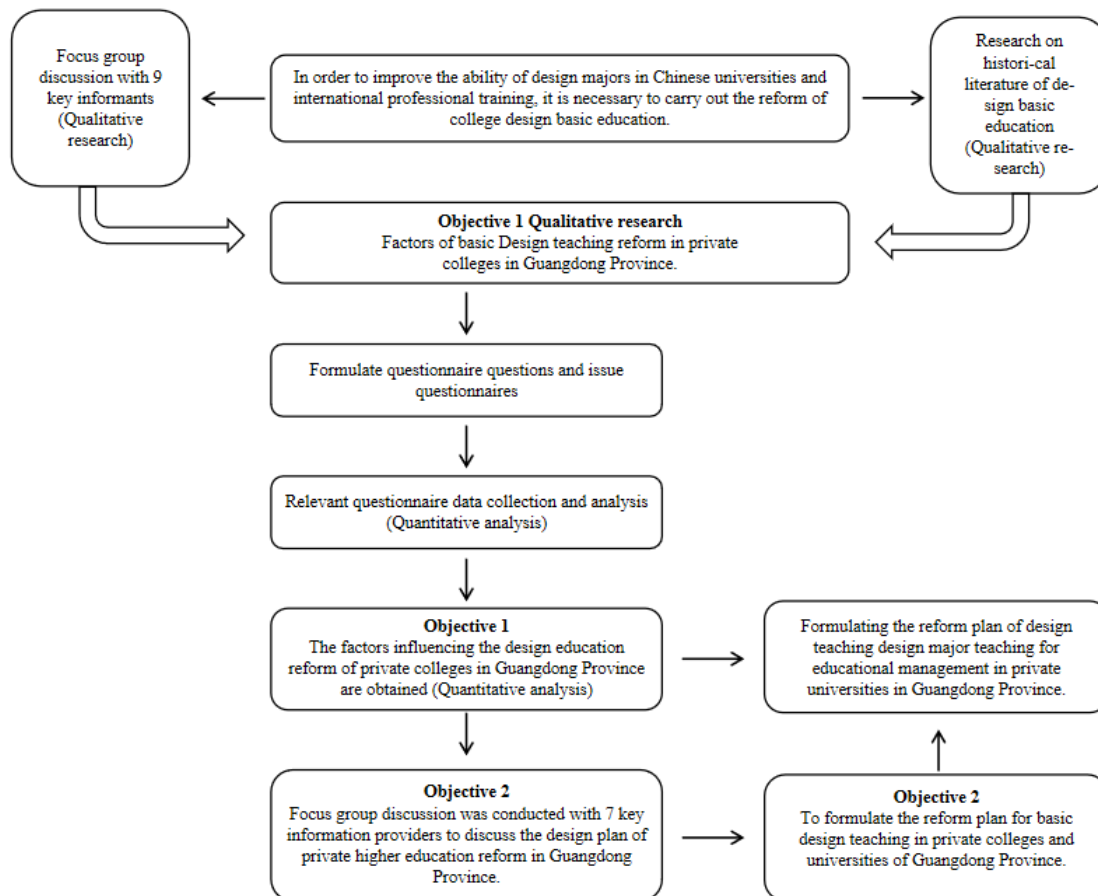 Focus group
discussion with 9
key informants
(Qualitative
research)
In order to improve the ability of design majors in Chinese universities and
international professional training, it is necessary to carry out the reform of
college design basic education.
Research on
histori-cal
literature of de-
sign basic
education
(Qualitative re-
search)
Objective 1 Qualitative research
Factors of basic Design teaching reform in private
colleges in Guangdong Province.
Formulate questionnaire questions and issue
questionnaires
Relevant questionnaire data collection and analysis
(Quantitative analysis)
Objective 1
The factors influencing the design education
reform of private colleges in Guangdong Province
are obtained (Quantitative analysis)
Formulating the reform plan of design
teaching design major teaching for
educational management in private
universities in Guangdong Province.
Objective 2
Focus group discussion was conducted with 7 key
information providers to discuss the design plan of
private higher education reform in Guangdong
Province.
Objective 2
To formulate the reform plan for basic
design teaching in private colleges and
universities of Guangdong Province.